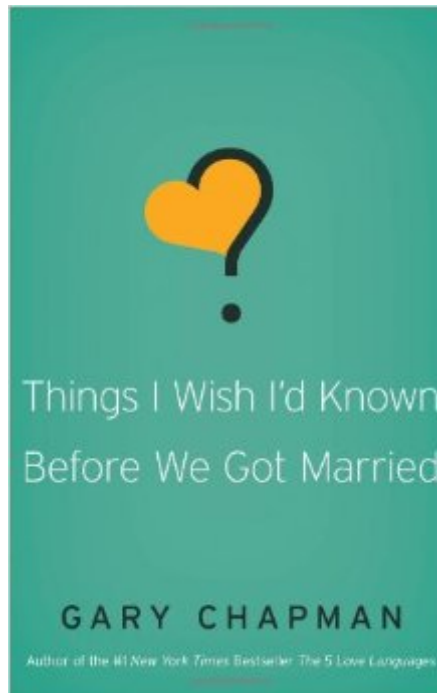 Things I Wish I'd Known
Before We Got Married
GARY CHAPMAN
Author of the #1 New York Times Bestseller The 5 Love Languages